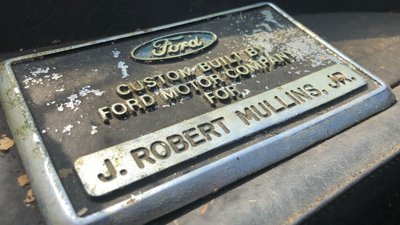 Ford
CUSTOM BUILT BY
FORD MOTOR COMPANY
FOR
J. ROBERT MULLINS, JR.